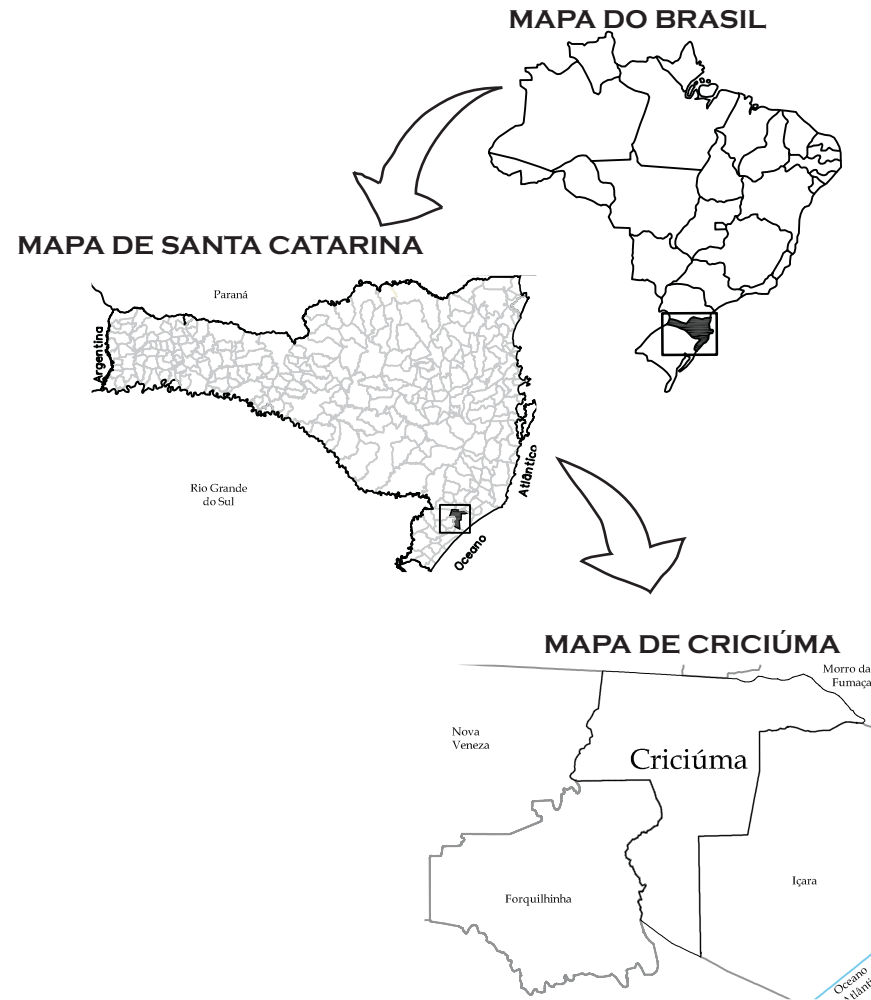 MAPA DO BRASIL
MAPA DE SANTA CATARINA
Paraná
Argentina
Rio Grande
do Sul
Atlântico
Oceano
MAPA DE CRICIÚMA
Morro da
Fumaça
Nova
Veneza
Criciúma
Içara
Forquilhinha
Oceano